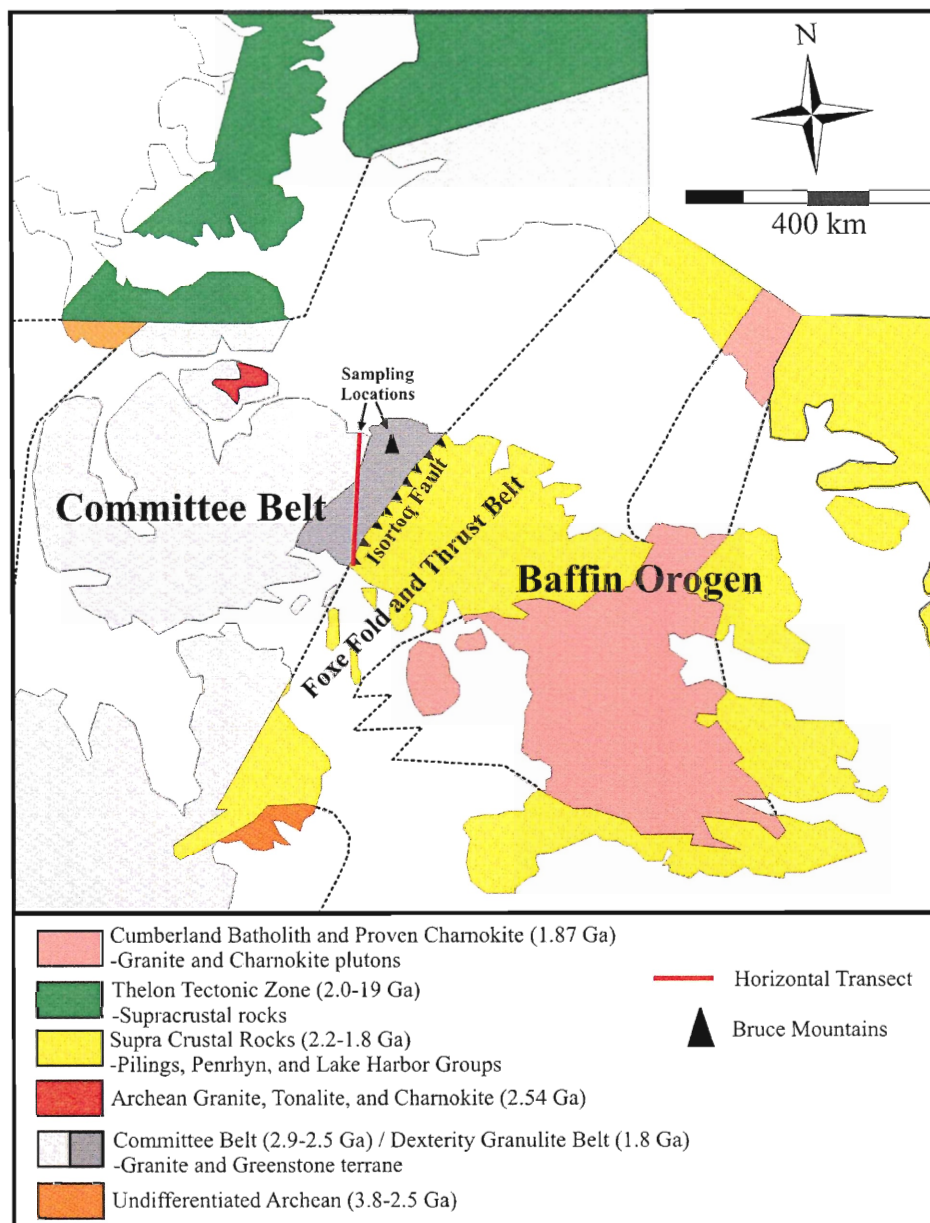 N
400 km
Sampling
Locations
Committee Belt
Isortoq Fault
Foxe Fold and Thrust Belt
Baffin Orogen
Cumberland Batholith and Proven Charnokite (1.87 Ga)
-Granite and Charnokite plutons
Thelon Tectonic Zone (2.0-19 Ga)
-Supracrustal rocks
Supra Crustal Rocks (2.2-1.8 Ga)
-Pilings, Penrhyn, and Lake Harbor Groups
Archean Granite, Tonalite, and Charnokite (2.54 Ga)
Committee Belt (2.9-2.5 Ga) / Dexterity Granulite Belt (1.8 Ga)
-Granite and Greenstone terrane
Undifferentiated Archean (3.8-2.5 Ga)
Horizontal Transect
Bruce Mountains